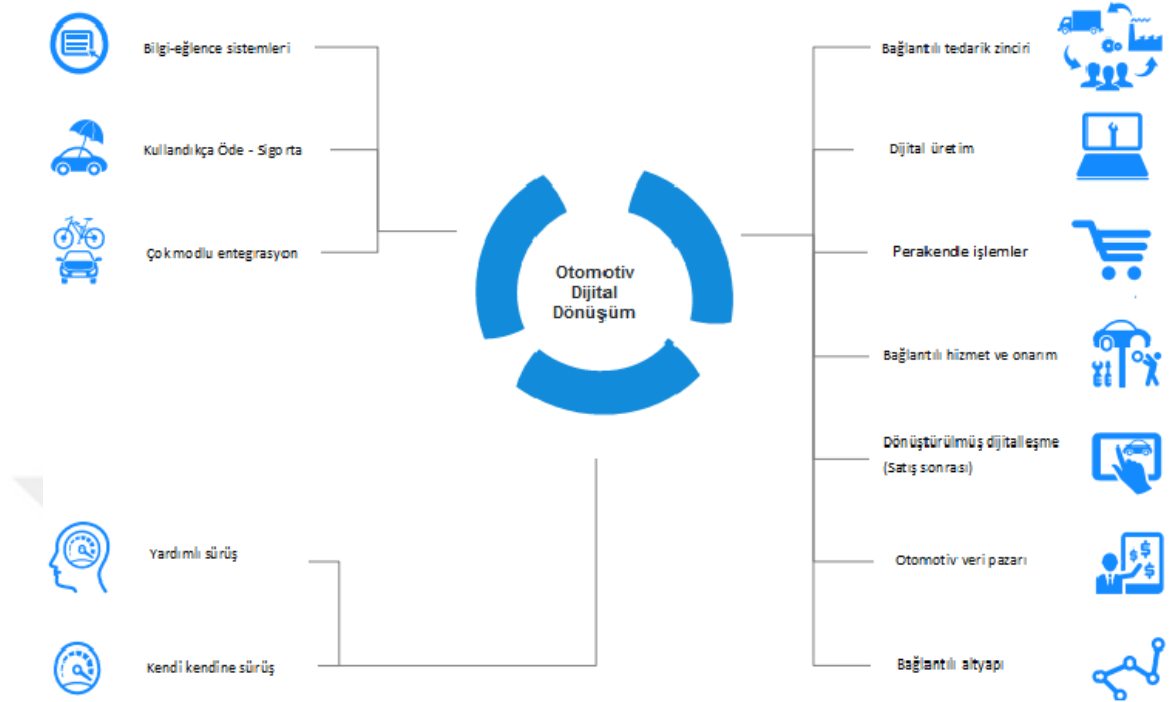 Bilgi-eğlence sistemleri
Kullandıkça Öde - Sigorta
Çok modlu entegrasyon
Otomotiv
Dijital
Dönüşüm
Yardımlı sürüş
Kendi kendine sürüş
Bağlantılı tedarik zinciri
Dijital üretim
Perakende işlemler
Bağlantılı hizmet ve onarım
Dönüştürülmüş dijitalleşme
(Satış sonrası)
Otomotiv veri pazarı
Bağlantılı altyapı
$ $
$